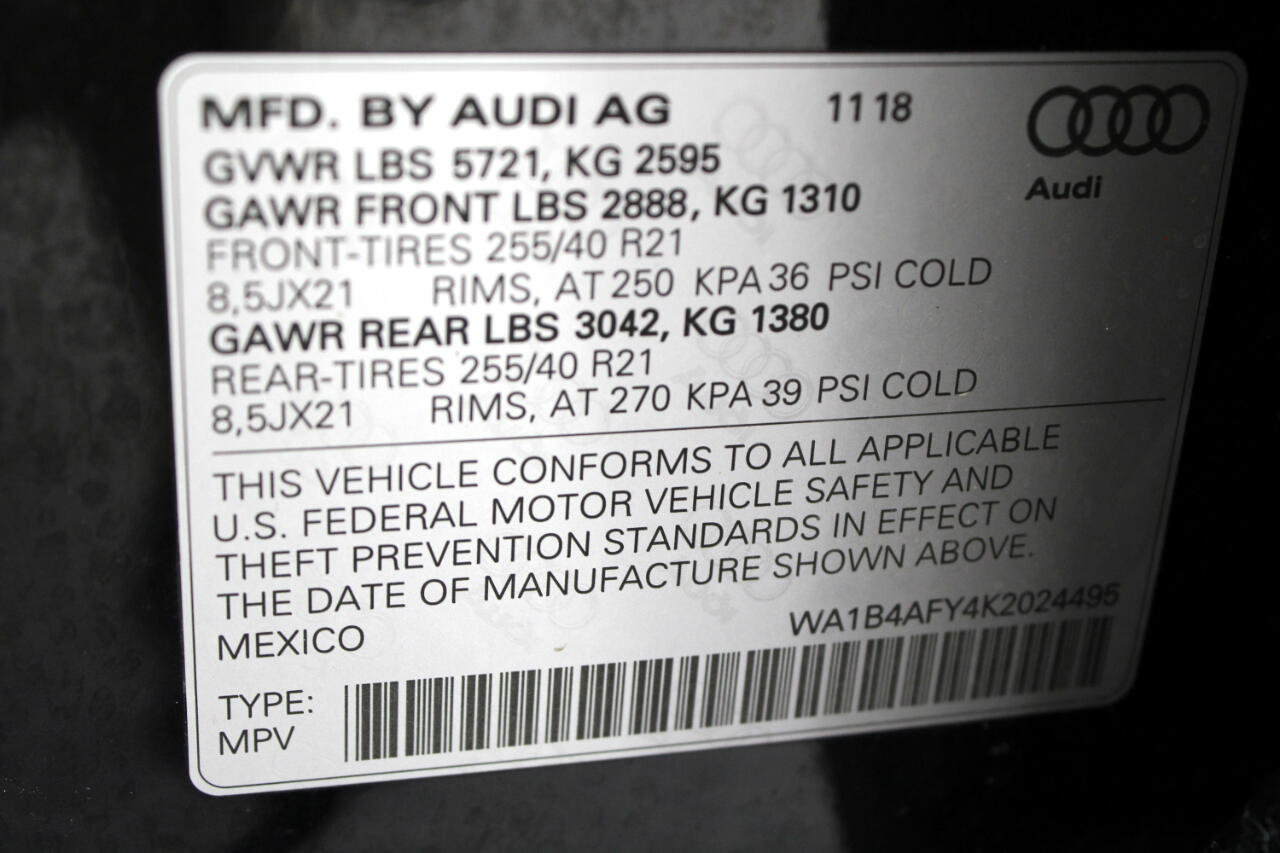 MFD. BY AUDI AG 11 18
GVWR LBS 5721, KG 2595
Audi
GAWR FRONT LBS 2888, KG 1310
FRONT-TIRES 255/40 R21
8,5JX21 RIMS, AT 250 KPA 36 PSI COLD
GAWR REAR LBS 3042, KG 1380
REAR-TIRES 255/40 R21
8,5JX21 RIMS, AT 270 KPA 39 PSI COLD
THIS VEHICLE CONFORMS TO ALL APPLICABLE
U.S. FEDERAL MOTOR VEHICLE SAFETY AND
THEFT PREVENTION STANDARDS IN EFFECT ON
THE DATE OF MANUFACTURE SHOWN ABOVE.
MEXICO WA1B4AFY4K2024495
TYPE:
MPV